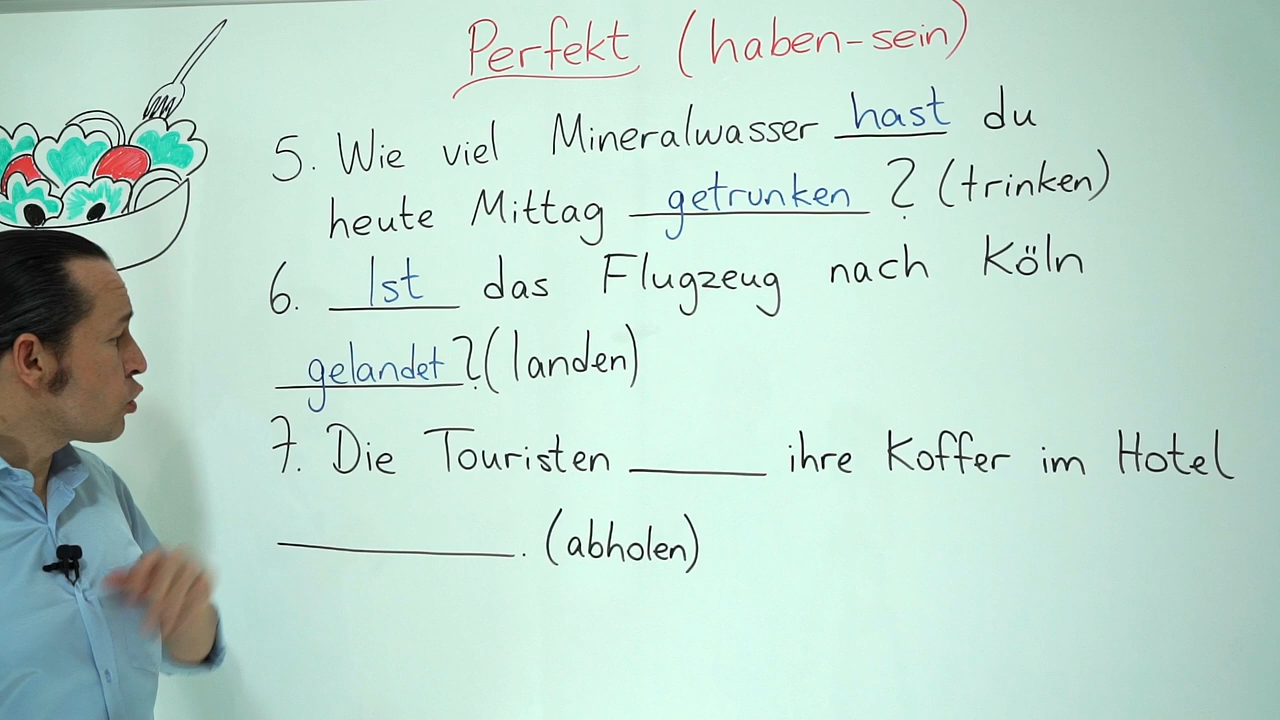 Perfekt (haben-sein)
5. Wie viel Mineralwasser hast du
heute Mittag getrunken ? (trinken)
6. Ist das Flugzeug nach Köln
gelandet ? (landen)
7. Die Touristen ______ ihre Koffer im Hotel
__________. (abholen)